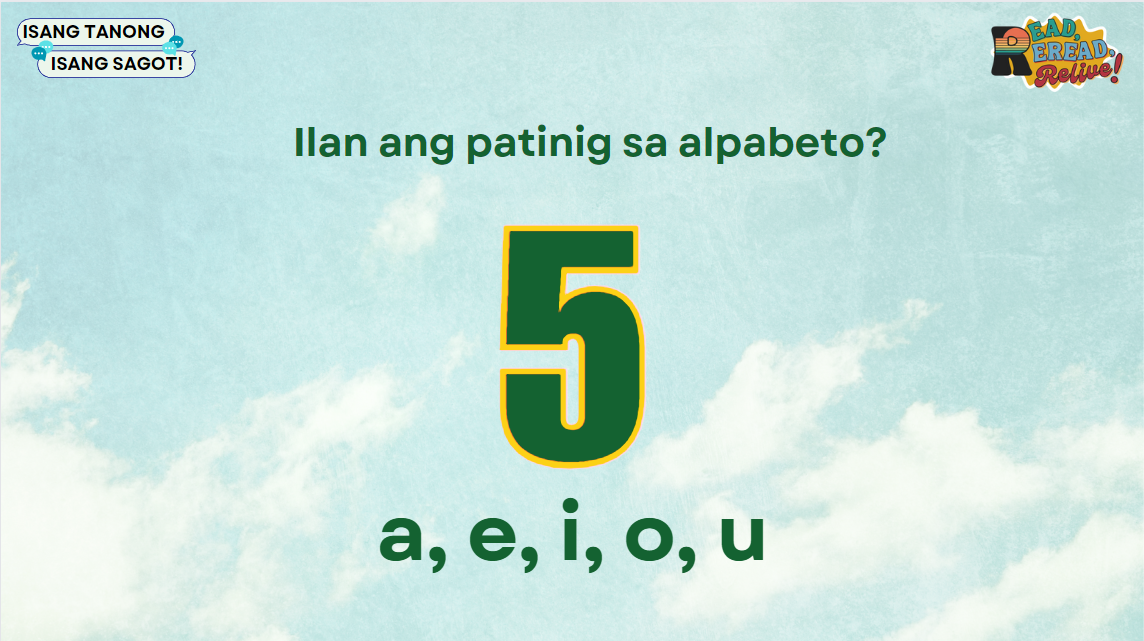 ISANG TANONG
ISANG SAGOT!
READ,
REREAD,
Relive!
Ilan ang patinig sa alpabeto?
5
a, e, i, o, u